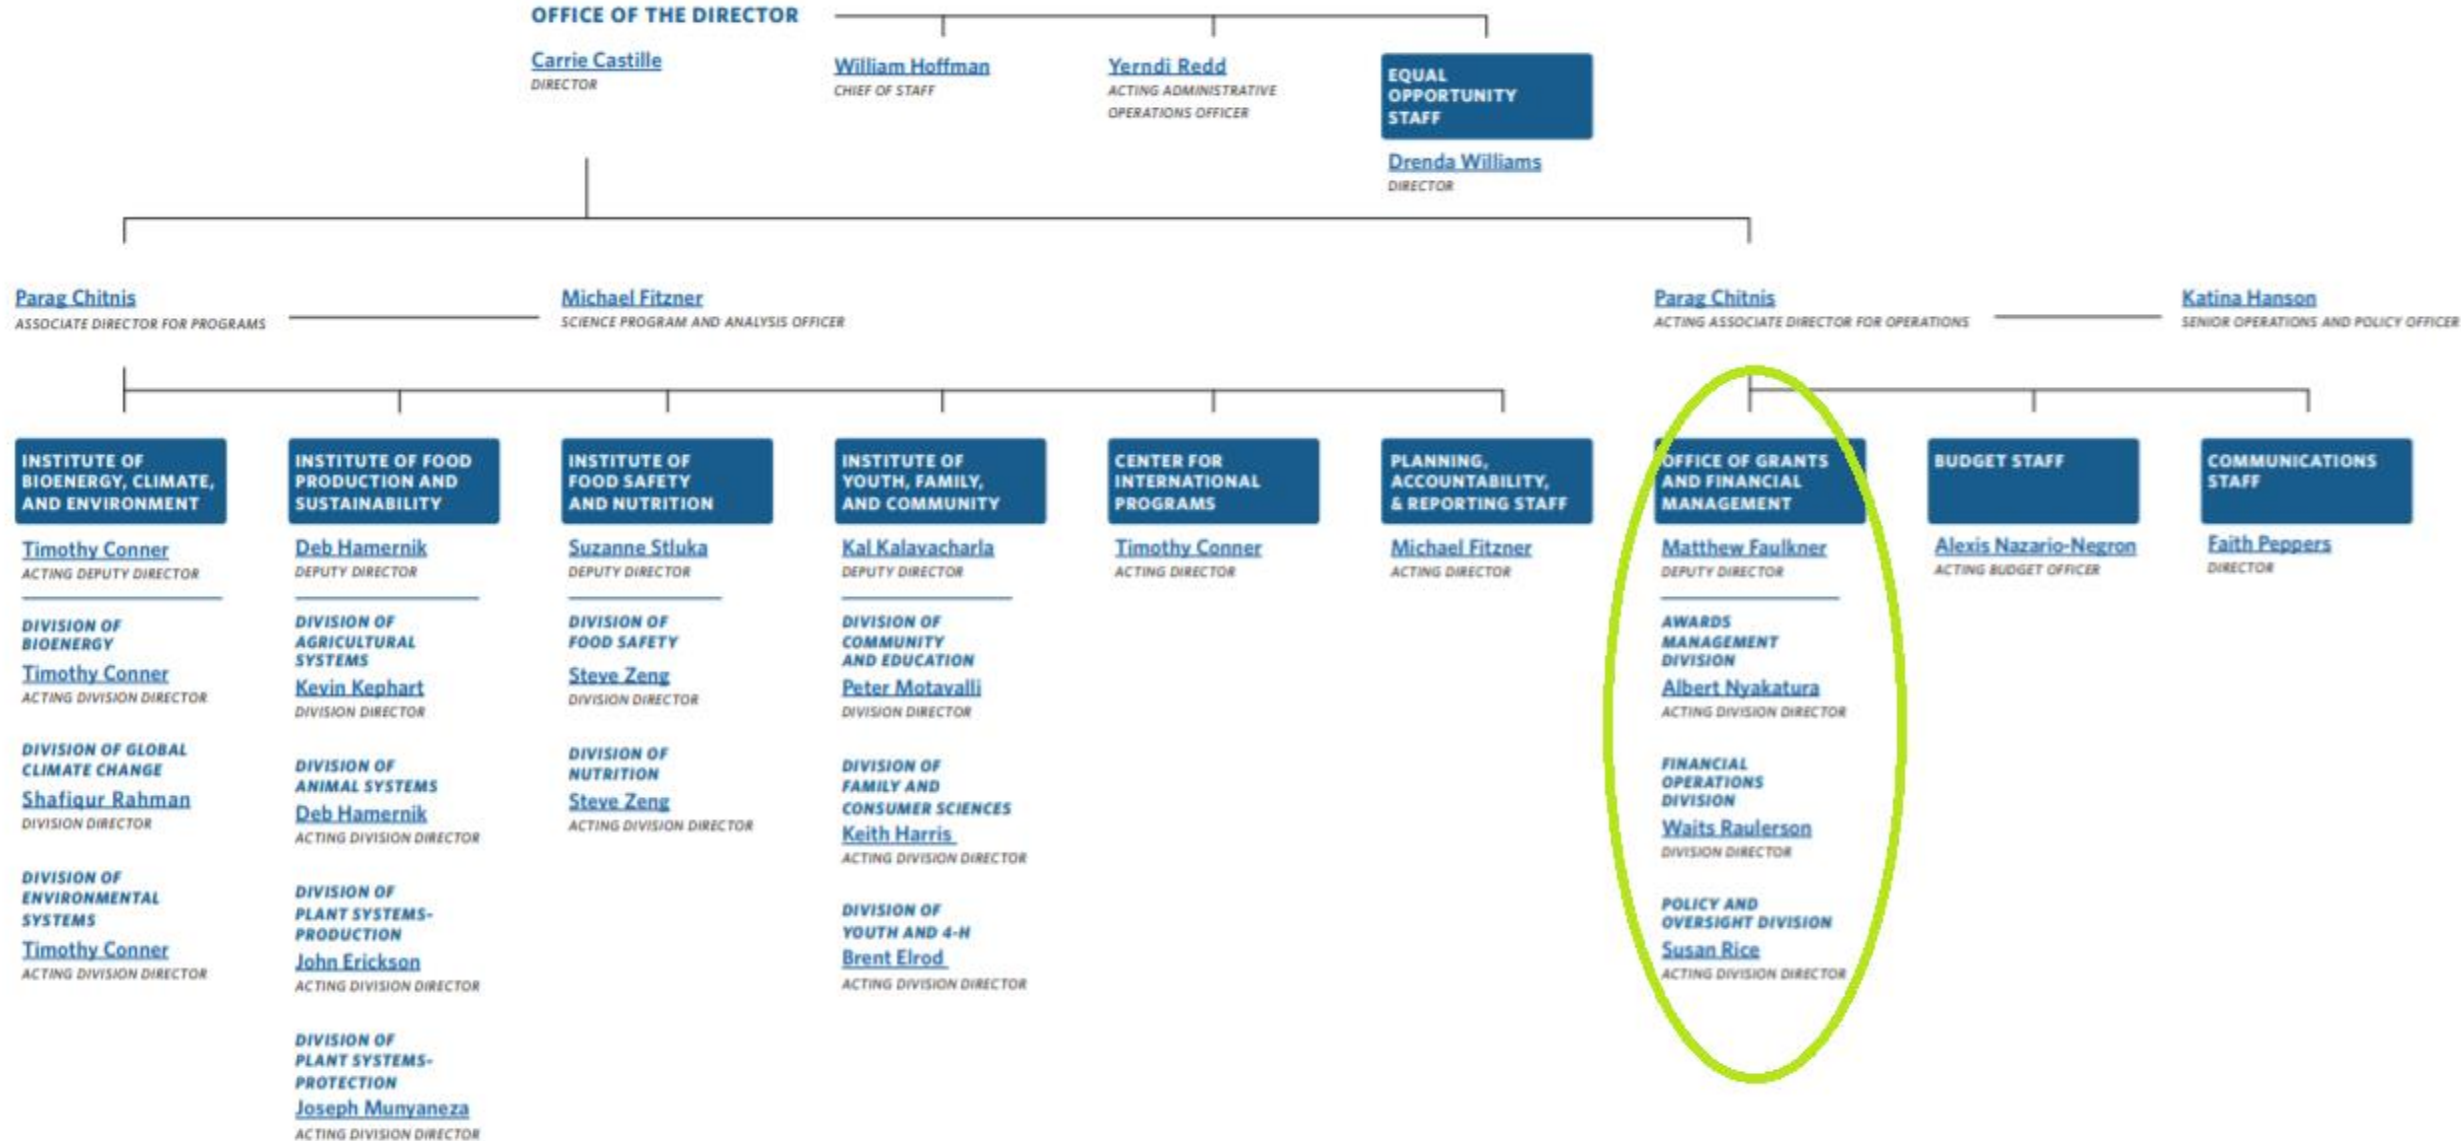 OFFICE OF THE DIRECTOR
Carrie Castille
DIRECTOR
William Hoffman
CHIEF OF STAFF
Yerndi Redd
ACTING ADMINISTRATIVE
OPERATIONS OFFICER
EQUAL
OPPORTUNITY
STAFF
Drenda Williams
DIRECTOR
Parag Chitnis
ASSOCIATE DIRECTOR FOR PROGRAMS
Michael Fitzner
SCIENCE PROGRAM AND ANALYSIS OFFICER
Parag Chitnis
ACTING ASSOCIATE DIRECTOR FOR OPERATIONS
Katina Hanson
SENIOR OPERATIONS AND POLICY OFFICER
INSTITUTE OF
BIOENERGY, CLIMATE,
AND ENVIRONMENT
Timothy Conner
ACTING DEPUTY DIRECTOR
DIVISION OF
BIOENERGY
Timothy Conner
ACTING DIVISION DIRECTOR
DIVISION OF GLOBAL
CLIMATE CHANGE
Shafiqur Rahman
DIVISION DIRECTOR
DIVISION OF
ENVIRONMENTAL
SYSTEMS
Timothy Conner
ACTING DIVISION DIRECTOR
INSTITUTE OF FOOD
PRODUCTION AND
SUSTAINABILITY
Deb Hamernik
DEPUTY DIRECTOR
DIVISION OF
AGRICULTURAL
SYSTEMS
Kevin Kephart
DIVISION DIRECTOR
DIVISION OF
ANIMAL SYSTEMS
Deb Hamernik
ACTING DIVISION DIRECTOR
DIVISION OF
PLANT SYSTEMS-
PRODUCTION
John Erickson
ACTING DIVISION DIRECTOR
DIVISION OF
PLANT SYSTEMS-
PROTECTION
Joseph Munyaneza
ACTING DIVISION DIRECTOR
INSTITUTE OF
FOOD SAFETY
AND NUTRITION
Suzanne Stluka
DEPUTY DIRECTOR
DIVISION OF
FOOD SAFETY
Steve Zeng
DIVISION DIRECTOR
DIVISION OF
NUTRITION
Steve Zeng
ACTING DIVISION DIRECTOR
INSTITUTE OF
YOUTH, FAMILY,
AND COMMUNITY
Kal Kalavacharla
DEPUTY DIRECTOR
DIVISION OF
COMMUNITY
AND EDUCATION
Peter Motavalli
DIVISION DIRECTOR
DIVISION OF
FAMILY AND
CONSUMER SCIENCES
Keith Harris
ACTING DIVISION DIRECTOR
DIVISION OF
YOUTH AND 4-H
Brent Elrod
ACTING DIVISION DIRECTOR
CENTER FOR
INTERNATIONAL
PROGRAMS
Timothy Conner
ACTING DIRECTOR
PLANNING,
ACCOUNTABILITY,
& REPORTING STAFF
Michael Fitzner
ACTING DIRECTOR
OFFICE OF GRANTS
AND FINANCIAL
MANAGEMENT
Matthew Faulkner
DEPUTY DIRECTOR
AWARDS
MANAGEMENT
DIVISION
Albert Nyakatura
ACTING DIVISION DIRECTOR
FINANCIAL
OPERATIONS
DIVISION
Waits Raulerson
DIVISION DIRECTOR
POLICY AND
OVERSIGHT DIVISION
Susan Rice
ACTING DIVISION DIRECTOR
BUDGET STAFF
Alexis Nazario-Negron
ACTING BUDGET OFFICER
COMMUNICATIONS
STAFF
Faith Peppers
DIRECTOR